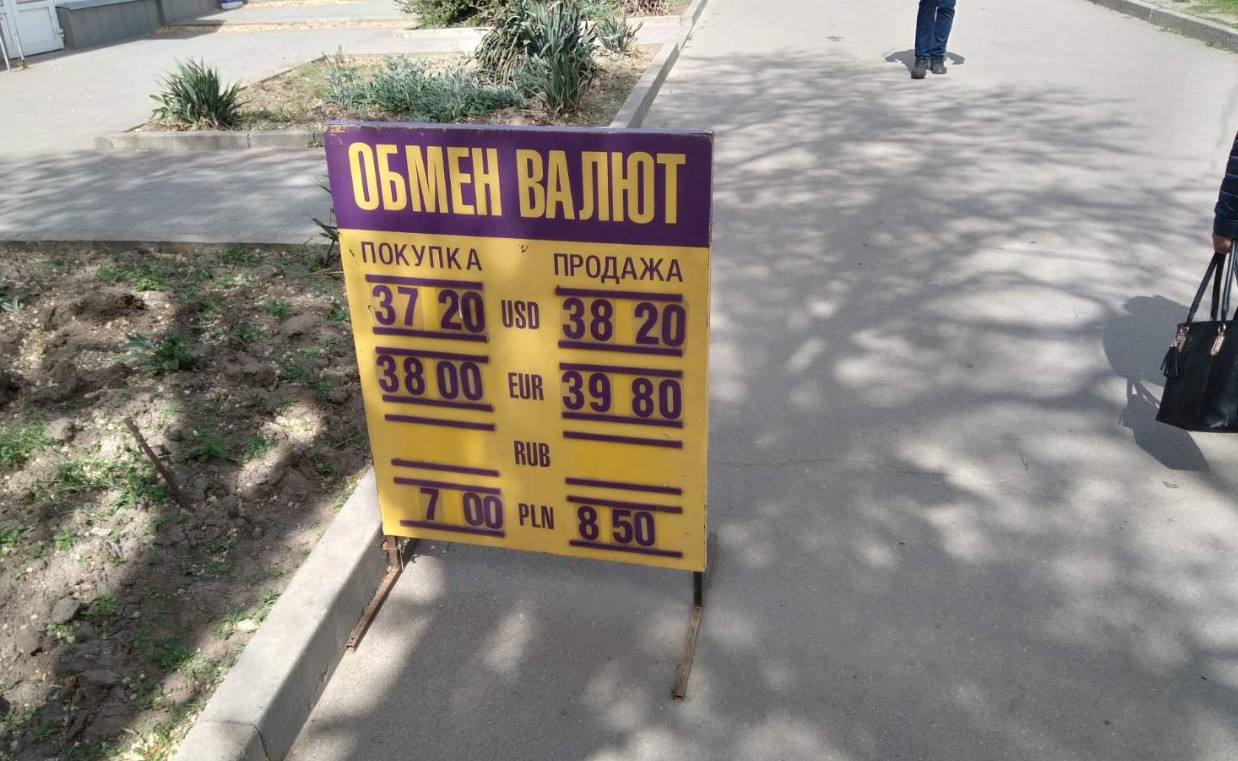 ОБМЕН ВАЛЮТ
ПОКУПКА ПРОДАЖА
37 20 USD 38 20
38 00 EUR 39 80
RUB
7 00 PLN 8 50